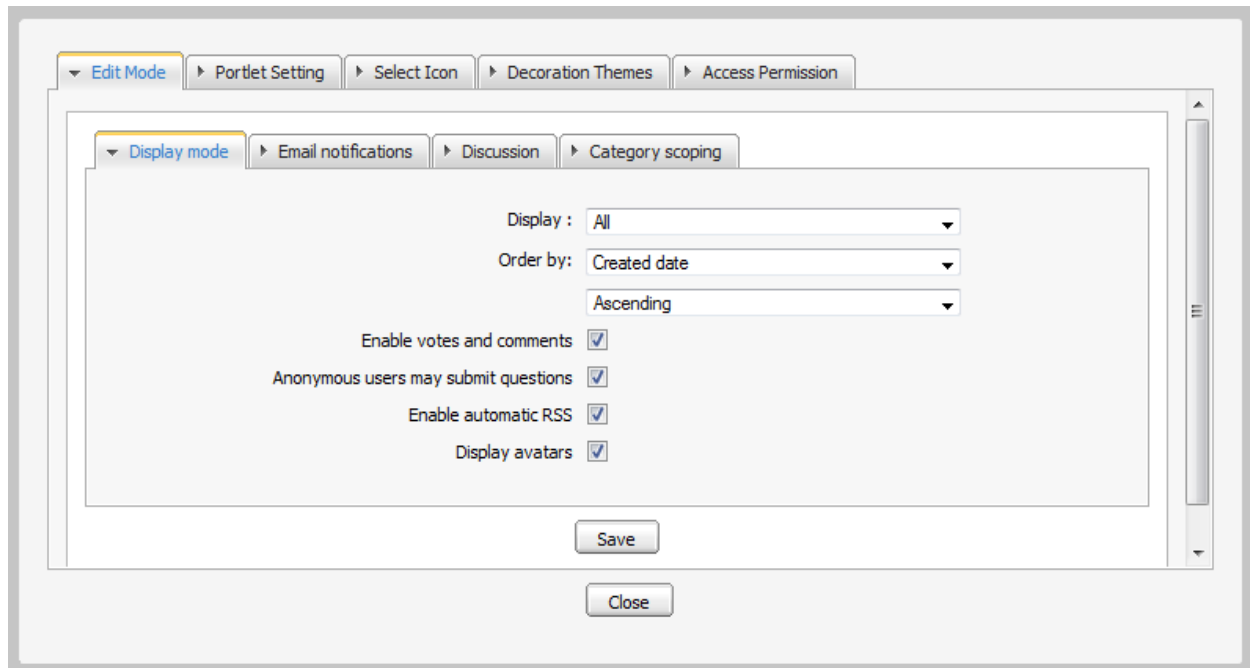 Edit Mode Portlet Setting Select Icon Decoration Themes Access Permission
Display mode Email notifications Discussion Category scoping
Display : All
Order by: Created date
Ascending
Enable votes and comments
Anonymous users may submit questions
Enable automatic RSS
Display avatars
Save
Close